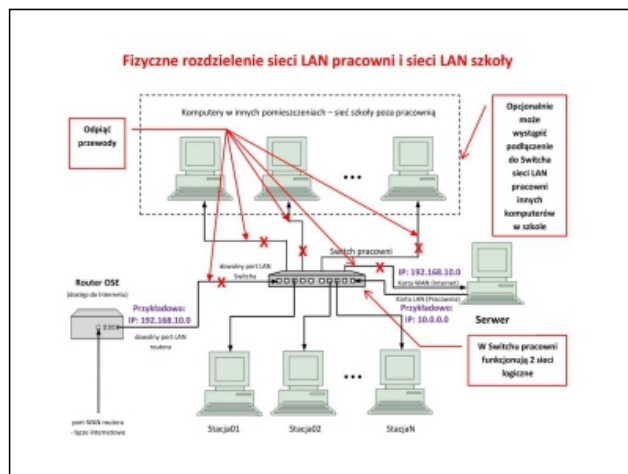 Fizyczne rozdzielenie sieci LAN pracowni i sieci LAN szkoły
Komputery w innych pomieszczeniach – sieć szkoły poza pracownią
Odpiąć
przewody
Opcjonalnie
może
wystąpić
podłączenie
do Switcha
sieci LAN
pracowni
innych
komputerów
w szkole
...
X
X
X
X
X
X
Switch pracowni
dowolny port LAN
Switcha
IP: 192.168.10.0
Karta WAN (Internet)
Karta LAN (Pracownia)
Serwer
Router OSE
(dostęp do Internetu)
Przykładowo:
IP: 192.168.10.0
dowolny port LAN
routera
Przykładowo:
IP: 10.0.0.0
W Switchu pracowni
funkcjonują 2 sieci
logiczne
...
port WAN routera
- łącze internetowe
Stacja01
Stacja02
StacjaN